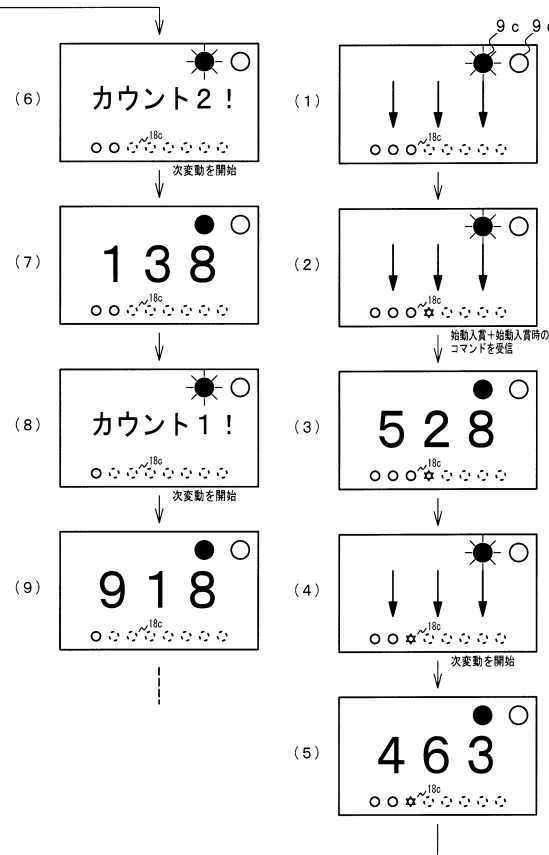 9 c 9
(1)
18c
(2)
18c
始動入賞+始動入賞時の
コマンドを受信
(3)
5 2 8
18c
(4)
18c
次変動を開始
(5)
4 6 3
18c
(6)
カウント2!
18c
次変動を開始
(7)
1 3 8
18c
(8)
カウント1!
18c
次変動を開始
(9)
9 1 8
18c